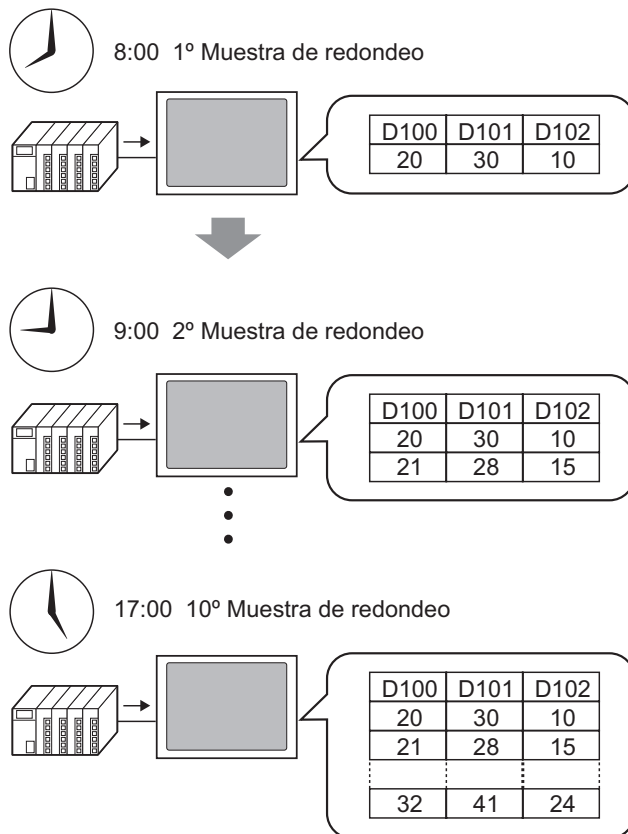 8:00 1º Muestra de redondeo
D100 D101 D102
20 30 10
9:00 2º Muestra de redondeo
D100 D101 D102
20 30 10
21 28 15
17:00 10º Muestra de redondeo
D100 D101 D102
20 30 10
21 28 15
32 41 24